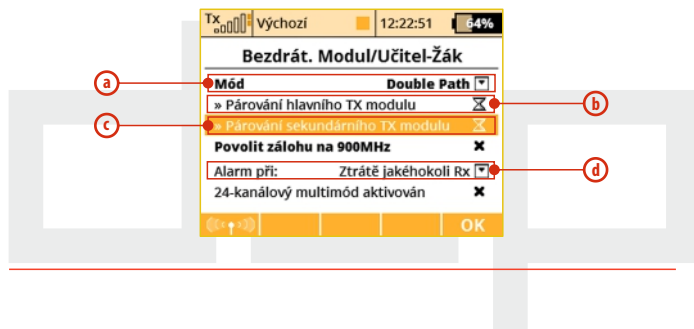 Tx Výchozí 12:22:51 64%
Bezdrát. Modul/Učitel-Žák
a Mód Double Path
» Párování hlavního TX modulu b
c » Párování sekundárního TX modulu
Povolit zálohu na 900MHz
Alarm při: Ztrátě jakéhokoli Rx d
24-kanálový multimód aktivován
OK